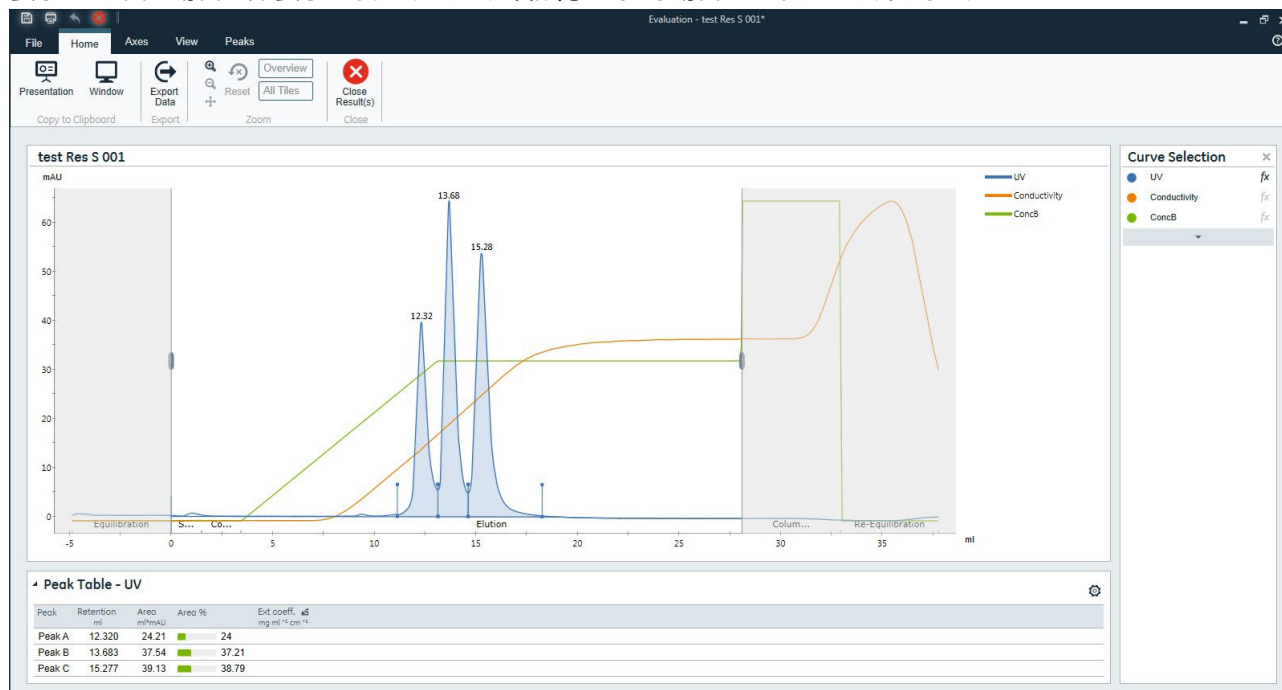 Evaluation - test Res S 001*
File Home Axes View Peaks
Presentation Window Export Data Reset Overview All Tiles Close Result(s)
Copy to Clipboard Export Zoom Close
test Res S 001
mAU
UV
Conductivity
ConcB
13.68
15.28
12.32
60
50
40
30
20
10
0
Equilibration S... Co... Elution Colum... Re-Equilibration
-5 0 5 10 15 20 25 30 35 ml
Curve Selection
UV fx
Conductivity fx
ConcB fx
Peak Table - UV
Peak Retention ml Area ml*mAU Area % Ext coeff. mg ml⁻¹ cm⁻¹
Peak A 12.320 24.21 24
Peak B 13.683 37.54 37.21
Peak C 15.277 39.13 38.79